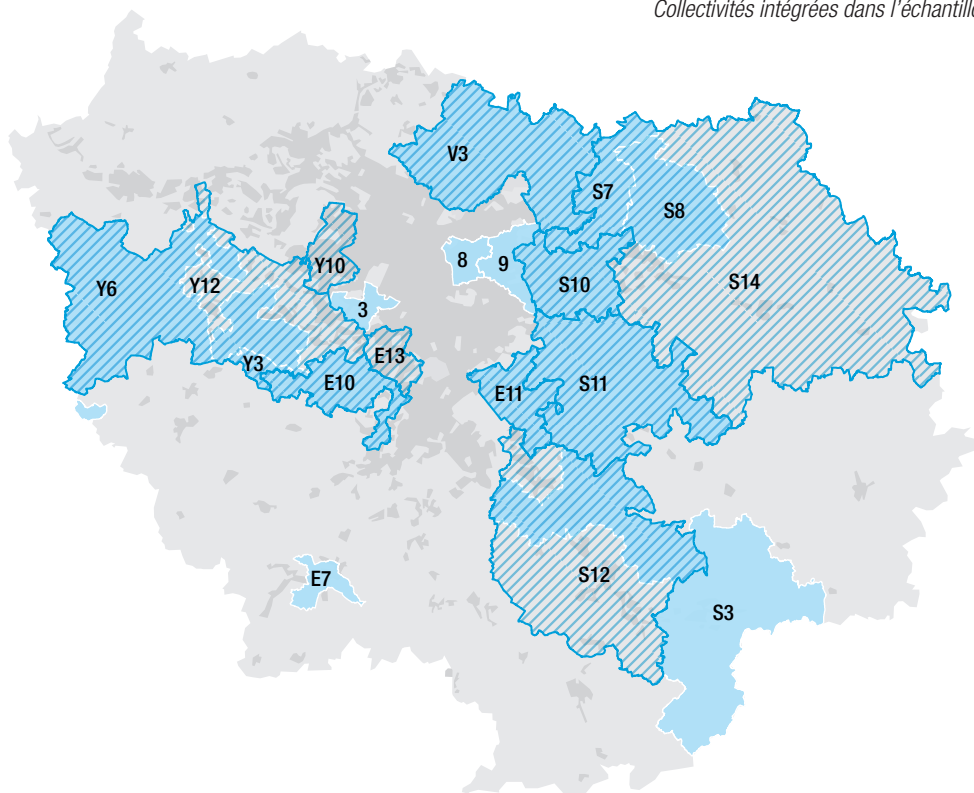 Collectivités intégrées dans l'échantill
V3
S7
S8
8
9
Y10
S10
S14
Y6
Y12
3
E13
Y3
E10
E11
S11
E7
S12
S3